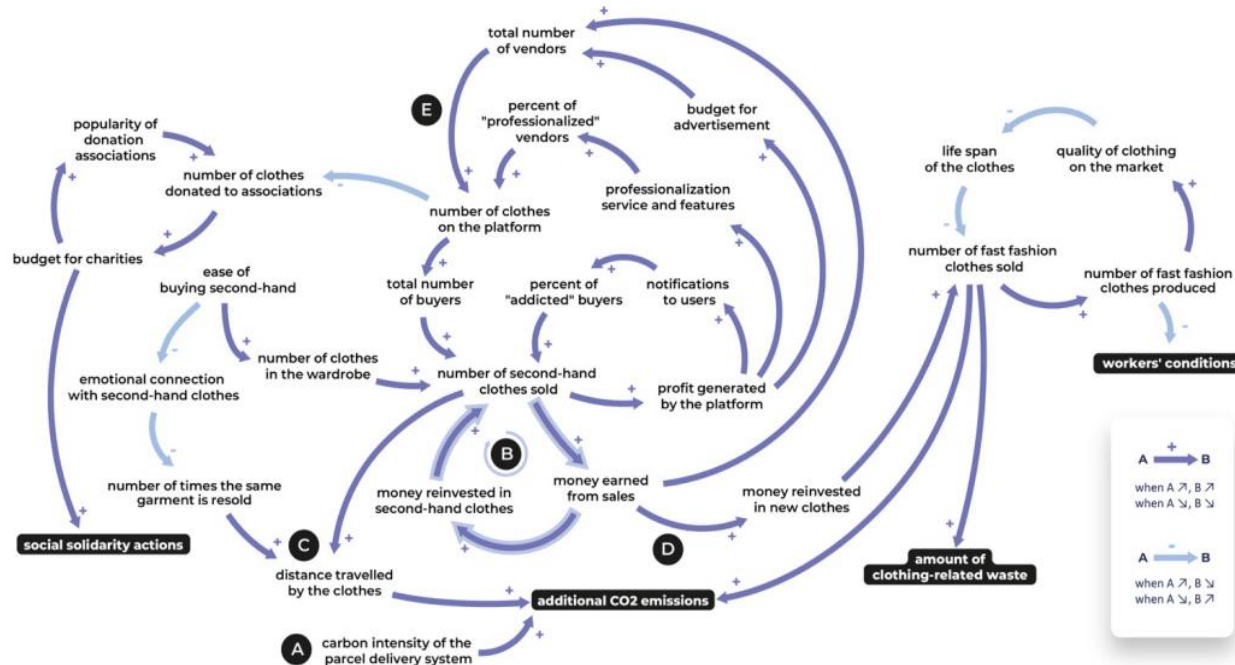 total number
of vendors
E
percent of
"professionalized"
vendors
budget for
advertisement
popularity of
donation
associations
number of clothes
donated to associations
life span
of the clothes
quality of clothing
on the market
professionalization
service and features
number of clothes
on the platform
budget for charities
number of fast fashion
clothes sold
ease of
buying second-hand
total number
of buyers
percent of
"addicted" buyers
notifications
to users
number of fast fashion
clothes produced
number of clothes
in the wardrobe
number of second-hand
clothes sold
profit generated
by the platform
workers' conditions
emotional connection
with second-hand clothes
B
number of times the same
garment is resold
money reinvested in
second-hand clothes
money earned
from sales
money reinvested
in new clothes
social solidarity actions
C
D
distance travelled
by the clothes
additional CO2 emissions
amount of
clothing-related waste
A
carbon intensity of the
parcel delivery system
A + B
when A ↗, B ↗
when A ↘, B ↘
A - B
when A ↗, B ↘
when A ↘, B ↗